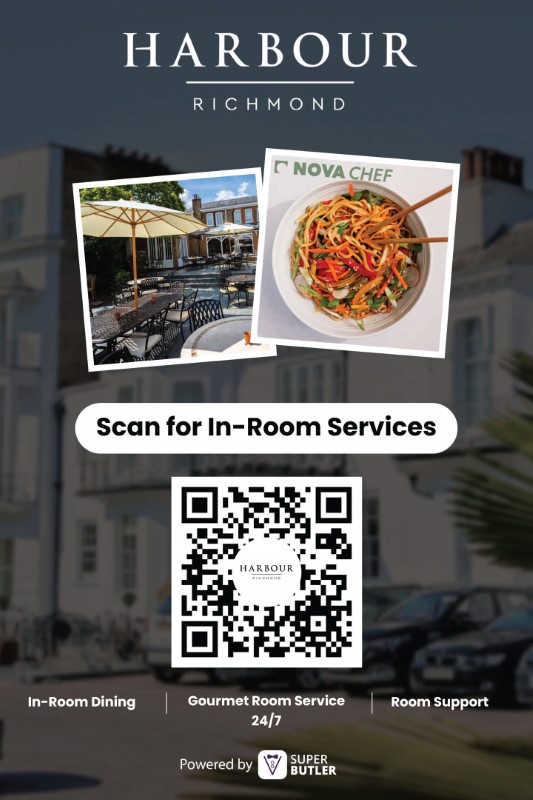 HARBOUR
RICHMOND
NOVA CHEF
Scan for In-Room Services
HARBOUR
RICHMOND
In-Room Dining
Gourmet Room Service
24/7
Room Support
Powered by
SUPER
BUTLER